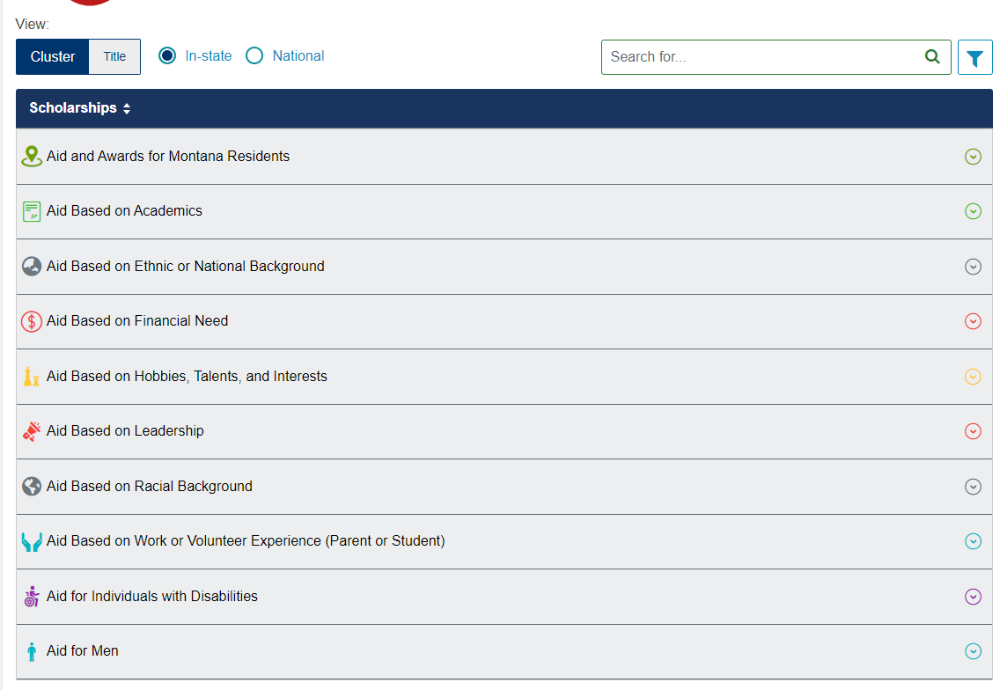 View:
Cluster Title In-state National Search for...
Scholarships
Aid and Awards for Montana Residents
Aid Based on Academics
Aid Based on Ethnic or National Background
Aid Based on Financial Need
Aid Based on Hobbies, Talents, and Interests
Aid Based on Leadership
Aid Based on Racial Background
Aid Based on Work or Volunteer Experience (Parent or Student)
Aid for Individuals with Disabilities
Aid for Men